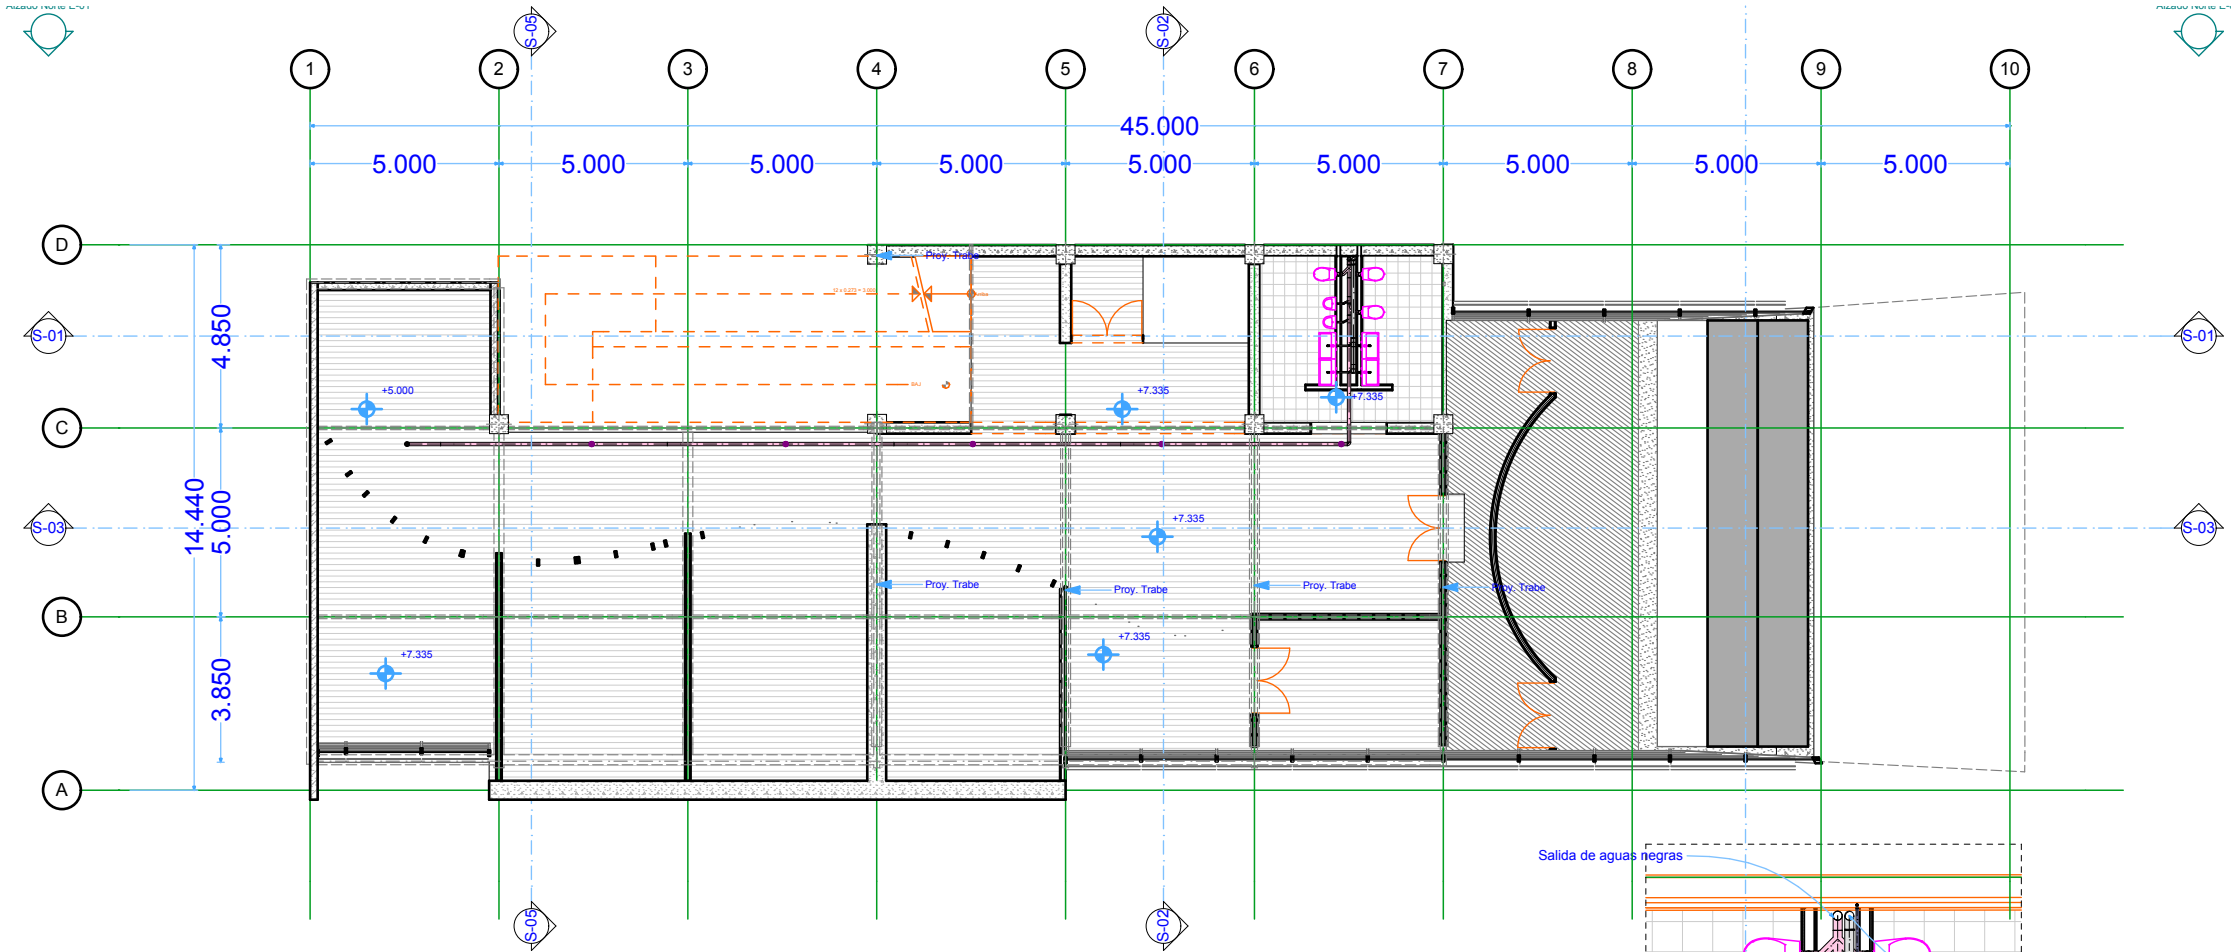 Alzado Norte E-01
S-05
S-02
1
2
3
4
5
6
7
8
9
10
45.000
5.000
5.000
5.000
5.000
5.000
5.000
5.000
5.000
5.000
D
Proy. Trabe
4.850
S-01
S-01
+5.000
+7.335
+7.335
BAJ
C
14.440
5.000
S-03
S-03
+7.335
Proy. Trabe
Proy. Trabe
Proy. Trabe
Proy. Trabe
B
+7.335
+7.335
3.850
A
Salida de aguas negras
S-05
S-02